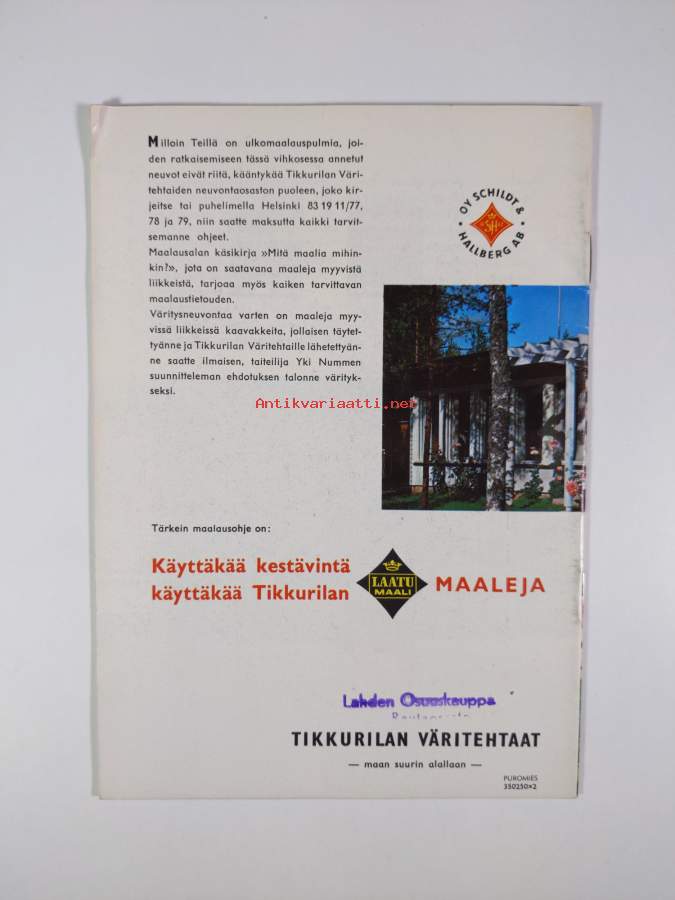 Milloin Teillä on ulkomaalauspulmia, joi-
den ratkaisemiseen tässä vihkosessa annetut
neuvot eivät riitä, kääntykää Tikkurilan Väri-
tehtaiden neuvontaosaston puoleen, joko kir-
jeitse tai puhelimella Helsinki 83 19 11/77,
78 ja 79, niin saatte maksutta kaikki tarvit-
semanne ohjeet.
Maalausalan käsikirja »Mitä maalia mihin-
kin?», jota on saatavana maaleja myyvistä
liikkeistä, tarjoaa myös kaiken tarvittavan
maalaustietouden.
Väritysneuvontaa varten on maaleja myy-
vissä liikkeissä kaavakkeita, jollaisen täytet-
tyänne ja Tikkurilan Väritehtaille lähetettyän-
ne saatte ilmaisen, taiteilija Yki Nummen
suunnitteleman ehdotuksen talonne värityk-
seksi.
OY SCHILDT &
HALLBERG AB
SH
Antikvariaatti.net
Tärkein maalausohje on:
Käyttäkää kestävintä
käyttäkää Tikkurilan
LAATU
MAALI
MAALEJA
Lahden Osuuskauppa
TIKKURILAN VÄRITEHTAAT
— maan suurin alallaan —
PUROMIES
350250×2